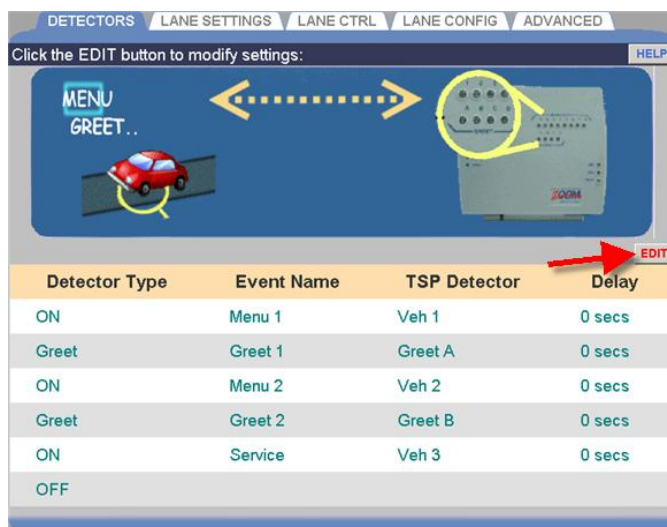 DETECTORS LANE SETTINGS LANE CTRL LANE CONFIG ADVANCED
Click the EDIT button to modify settings:
HELP
MENU
GREET..
ZOOM
EDIT
Detector Type Event Name TSP Detector Delay
ON Menu 1 Veh 1 0 secs
Greet Greet 1 Greet A 0 secs
ON Menu 2 Veh 2 0 secs
Greet Greet 2 Greet B 0 secs
ON Service Veh 3 0 secs
OFF